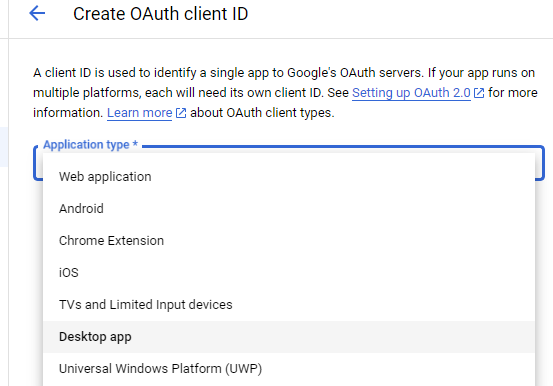 Create OAuth client ID
A client ID is used to identify a single app to Google's OAuth servers. If your app runs on
multiple platforms, each will need its own client ID. See Setting up OAuth 2.0 for more
information. Learn more about OAuth client types.
Application type *
Web application
Android
Chrome Extension
iOS
TVs and Limited Input devices
Desktop app
Universal Windows Platform (UWP)